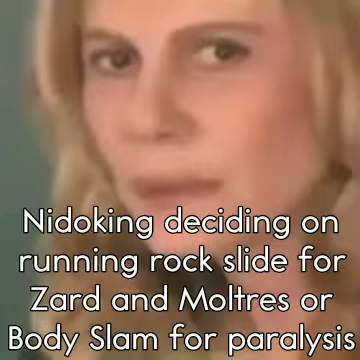 Nidoking deciding on
running rock slide for
Zard and Moltres or
Body Slam for paralysis